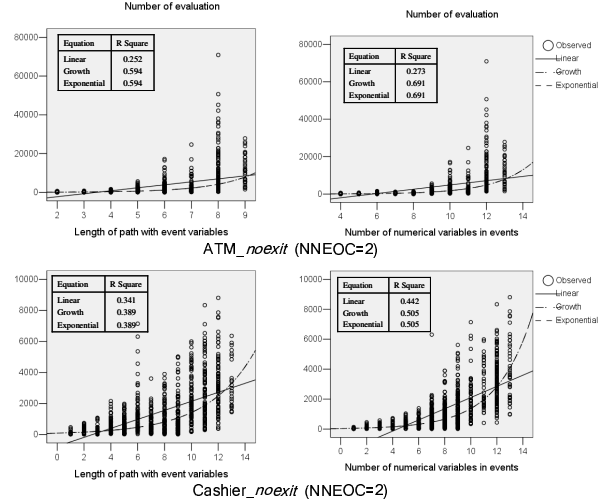 Number of evaluation
Number of evaluation
Equation R Square
Linear 0.252
Growth 0.594
Exponential 0.594
80000
60000
40000
20000
0
2 3 4 5 6 7 8 9
Length of path with event variables
Equation R Square
Linear 0.273
Growth 0.691
Exponential 0.691
80000
60000
40000
20000
0
4 6 8 10 12 14
Number of numerical variables in events
Observed
Linear
Growth
Exponential
ATM_noexit (NNEOC=2)
Equation R Square
Linear 0.341
Growth 0.389
Exponential 0.389
10000
8000
6000
4000
2000
0
0 2 4 6 8 10 12 14
Length of path with event variables
Equation R Square
Linear 0.442
Growth 0.505
Exponential 0.505
10000
8000
6000
4000
2000
0
0 2 4 6 8 10 12 14
Number of numerical variables in events
Observed
Linear
Growth
Exponential
Cashier_noexit (NNEOC=2)